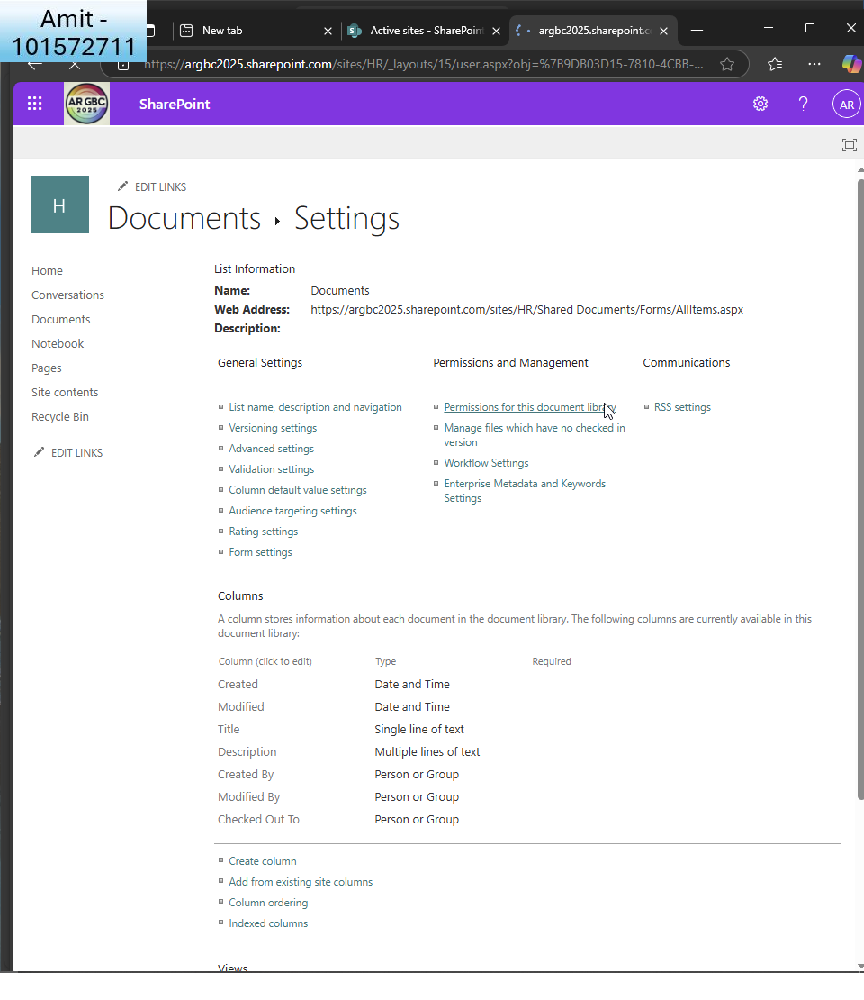 Amit -
101572711
New tab
Active sites - SharePoin
argbc2025.sharepoint.c
https://argbc2025.sharepoint.com/sites/HR/_layouts/15/user.aspx?obj=%7B9DB03D15-7810-4CBB-...
AR GBC
2025
SharePoint
?
AR
H
EDIT LINKS
Documents ▸ Settings
Home
Conversations
Documents
Notebook
Pages
Site contents
Recycle Bin
EDIT LINKS
List Information
Name: Documents
Web Address: https://argbc2025.sharepoint.com/sites/HR/Shared Documents/Forms/AllItems.aspx
Description:
General Settings
List name, description and navigation
Versioning settings
Advanced settings
Validation settings
Column default value settings
Audience targeting settings
Rating settings
Form settings
Permissions and Management
Permissions for this document library
Manage files which have no checked in
version
Workflow Settings
Enterprise Metadata and Keywords
Settings
Communications
RSS settings
Columns
A column stores information about each document in the document library. The following columns are currently available in this
document library:
Column (click to edit) Type Required
Created Date and Time
Modified Date and Time
Title Single line of text
Description Multiple lines of text
Created By Person or Group
Modified By Person or Group
Checked Out To Person or Group
Create column
Add from existing site columns
Column ordering
Indexed columns
Views